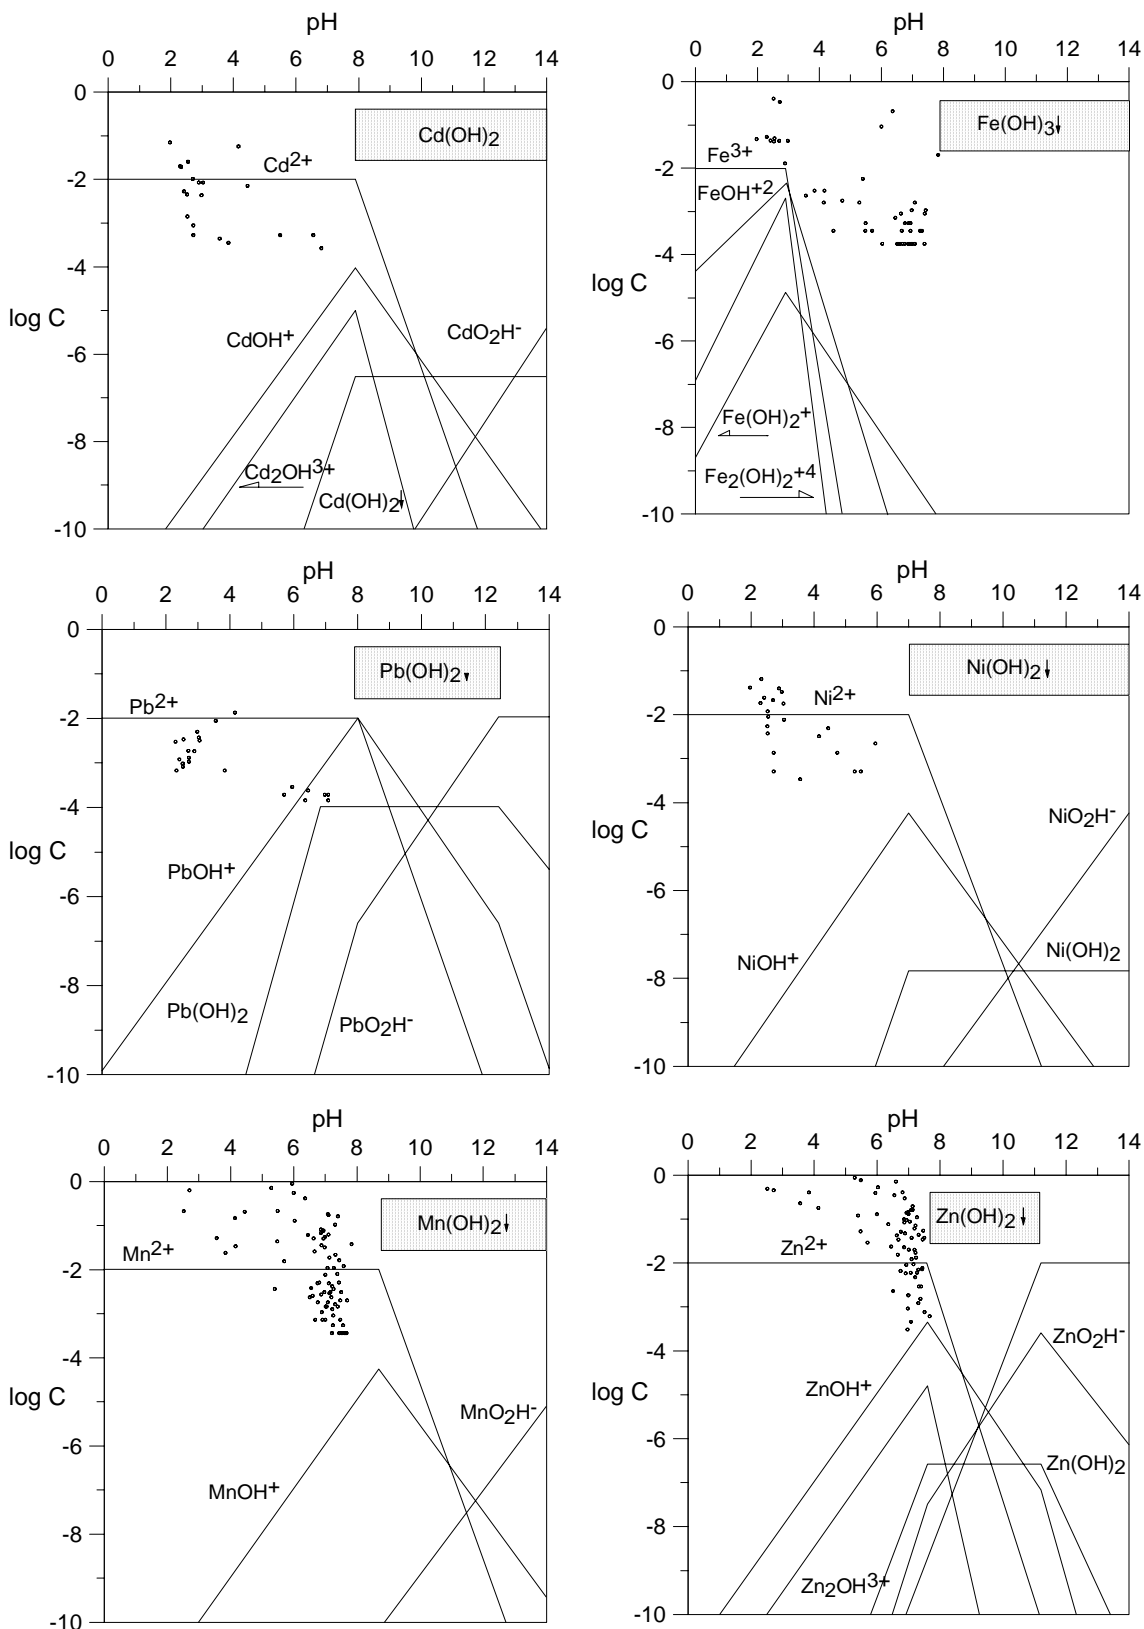 pH
0 2 4 6 8 10 12 14
0
-2
-4
-6
-8
-10
log C
Cd(OH)2
Cd2+
CdOH+
CdO2H-
Cd2OH3+
Cd(OH)2
pH
0 2 4 6 8 10 12 14
0
-2
-4
-6
-8
-10
log C
Fe(OH)3
Fe3+
FeOH+2
Fe(OH)2+
Fe2(OH)2+4
pH
0 2 4 6 8 10 12 14
0
-2
-4
-6
-8
-10
log C
Pb(OH)2
Pb2+
PbOH+
Pb(OH)2
PbO2H-
pH
0 2 4 6 8 10 12 14
0
-2
-4
-6
-8
-10
log C
Ni(OH)2
Ni2+
NiO2H-
NiOH+
Ni(OH)2
pH
0 2 4 6 8 10 12 14
0
-2
-4
-6
-8
-10
log C
Mn(OH)2
Mn2+
MnO2H-
MnOH+
pH
0 2 4 6 8 10 12 14
0
-2
-4
-6
-8
-10
log C
Zn(OH)2
Zn2+
ZnO2H-
ZnOH+
Zn(OH)2
Zn2OH3+